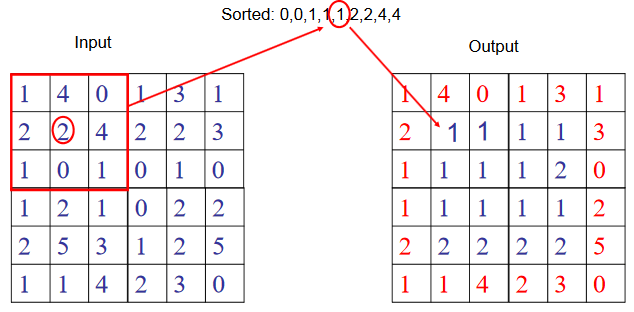 Sorted: 0,0,1,1,1,2,2,4,4
Input
Output
1 4 0 1 3 1
2 2 4 2 2 3
1 0 1 0 1 0
1 2 1 0 2 2
2 5 3 1 2 5
1 1 4 2 3 0
1 4 0 1 3 1
2 1 1 1 1 3
1 1 1 1 2 0
1 1 1 1 1 2
2 2 2 2 2 5
1 1 4 2 3 0